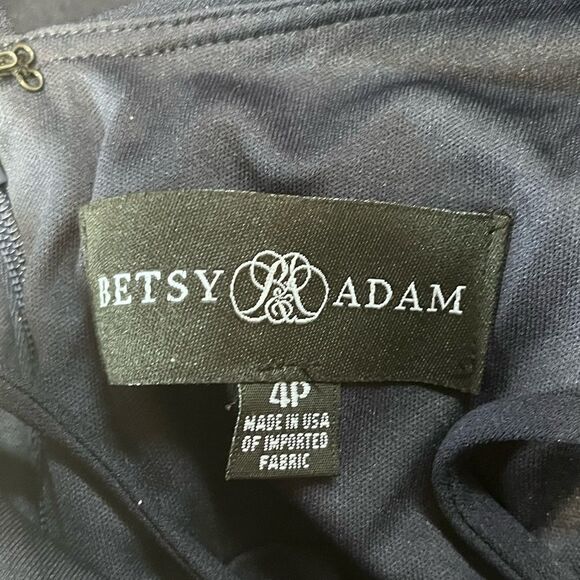 BETSY ADAM
4P
MADE IN USA
OF IMPORTED
FABRIC